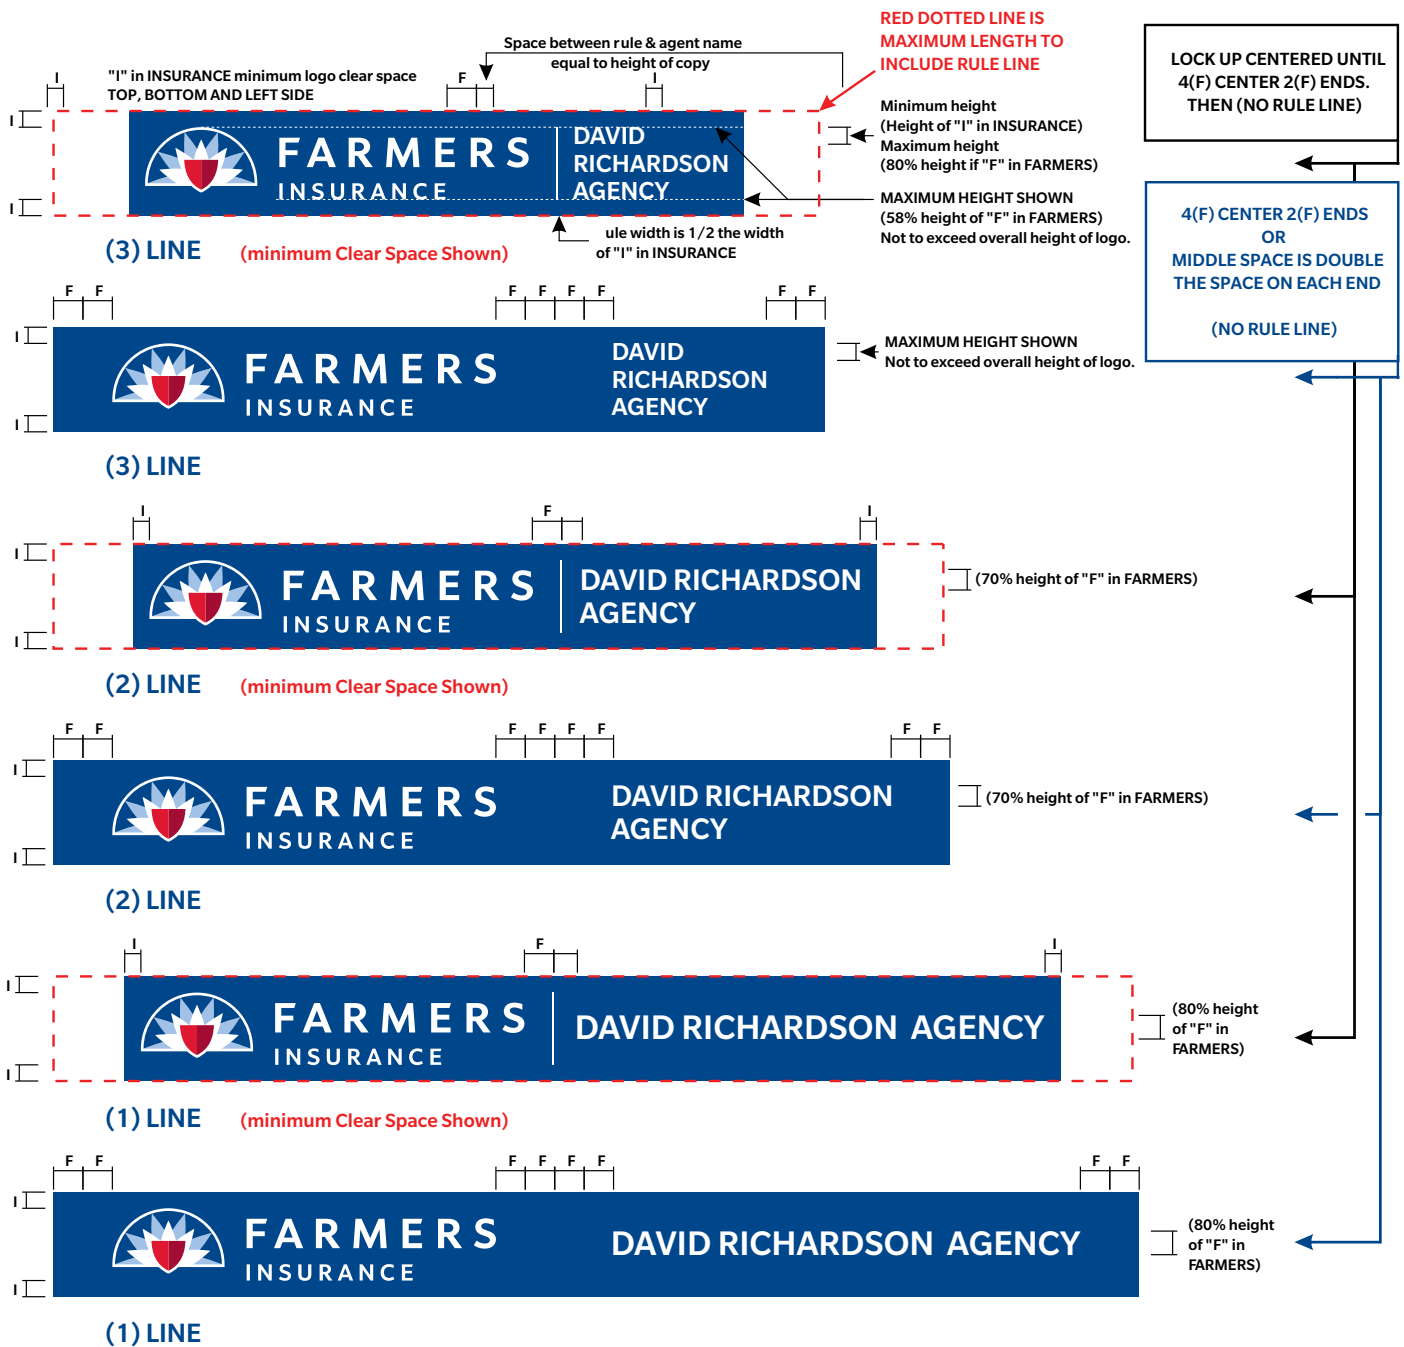 RED DOTTED LINE IS
MAXIMUM LENGTH TO
INCLUDE RULE LINE
LOCK UP CENTERED UNTIL
4(F) CENTER 2(F) ENDS.
THEN (NO RULE LINE)
Space between rule & agent name
equal to height of copy
"I" in INSURANCE minimum logo clear space
TOP, BOTTOM AND LEFT SIDE
I
F
I
I
I
FARMERS
INSURANCE
DAVID
RICHARDSON
AGENCY
Minimum height
(Height of "I" in INSURANCE)
Maximum height
(80% height if "F" in FARMERS)
MAXIMUM HEIGHT SHOWN
(58% height of "F" in FARMERS)
Not to exceed overall height of logo.
ule width is 1/2 the width
of "I" in INSURANCE
(3) LINE (minimum Clear Space Shown)
4(F) CENTER 2(F) ENDS
OR
MIDDLE SPACE IS DOUBLE
THE SPACE ON EACH END
(NO RULE LINE)
F F F F F F F F
I
I
FARMERS
INSURANCE
DAVID
RICHARDSON
AGENCY
MAXIMUM HEIGHT SHOWN
Not to exceed overall height of logo.
(3) LINE
I F I
I
I
FARMERS
INSURANCE
DAVID RICHARDSON
AGENCY
(70% height of "F" in FARMERS)
(2) LINE (minimum Clear Space Shown)
F F F F F F F F
I
I
FARMERS
INSURANCE
DAVID RICHARDSON
AGENCY
(70% height of "F" in FARMERS)
(2) LINE
I F I
I
I
FARMERS
INSURANCE
DAVID RICHARDSON AGENCY
(80% height
of "F" in
FARMERS)
(1) LINE (minimum Clear Space Shown)
F F F F F F F F
I
I
FARMERS
INSURANCE
DAVID RICHARDSON AGENCY
(80% height
of "F" in
FARMERS)
(1) LINE